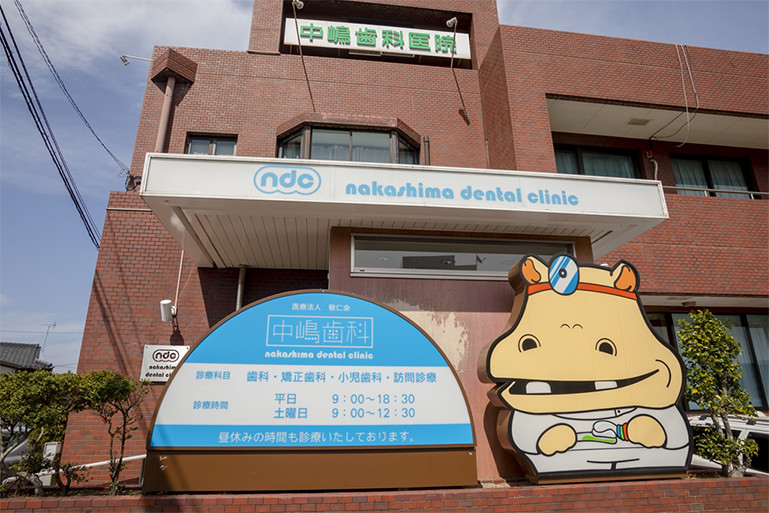 中嶋歯科医院
ndc nakashima dental clinic
医療法人 敬仁会
中嶋歯科
nakashima dental clinic
診療科目 歯科・矯正歯科・小児歯科・訪問診療
診療時間 平日 9:00〜18:30
土曜日 9:00〜12:30
昼休みの時間も診療いたしております。
ndc
nakashima
dental clinic